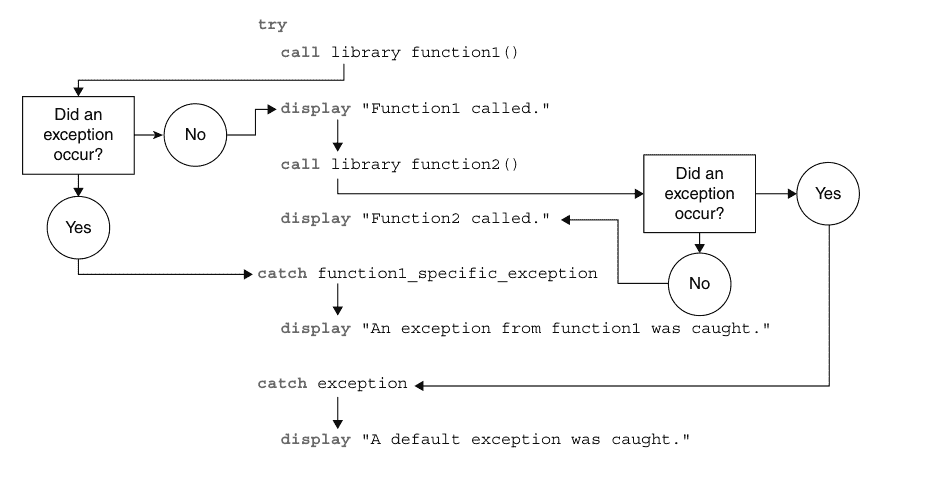 try
call library function1()
Did an
exception
occur?
No
display "Function1 called."
call library function2()
Did an
exception
occur?
Yes
Yes
display "Function2 called."
No
catch function1_specific_exception
display "An exception from function1 was caught."
catch exception
display "A default exception was caught."